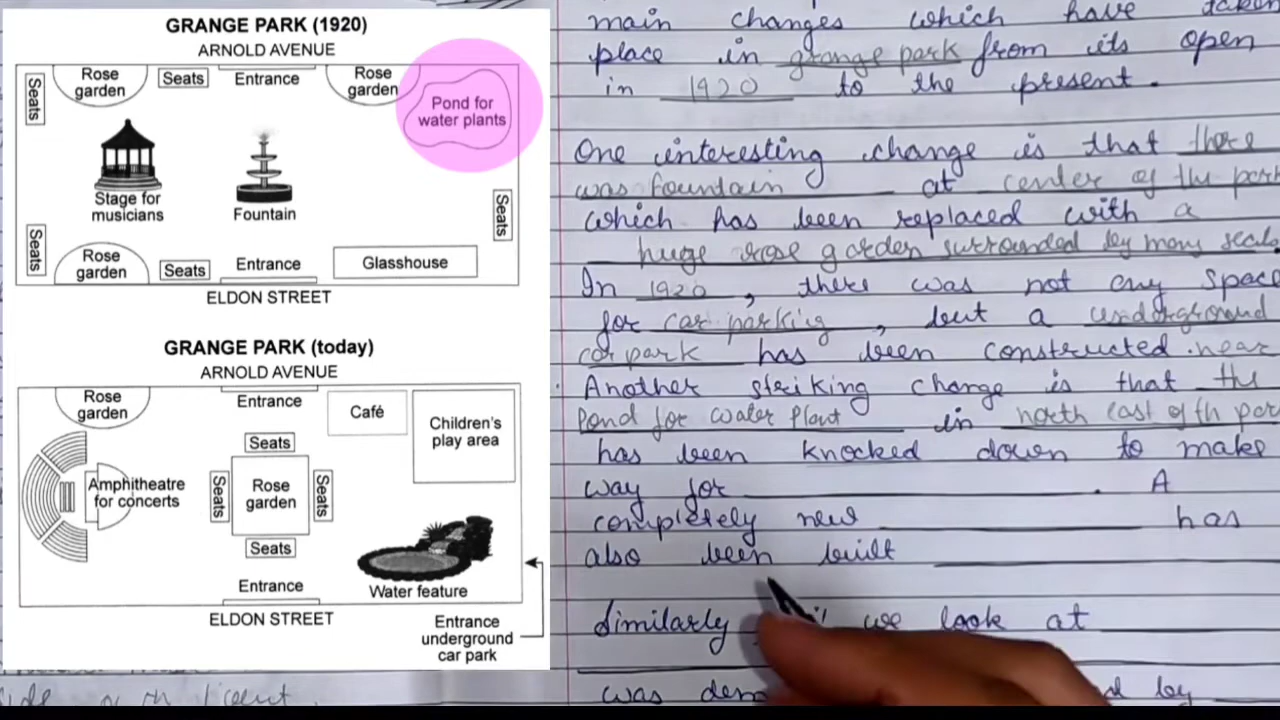 GRANGE PARK (1920)
ARNOLD AVENUE
Rose
garden
Seats
Entrance
Rose
garden
Pond for
water plants
Seats
Stage for
musicians
Fountain
Seats
Seats
Rose
garden
Seats
Entrance
Glasshouse
ELDON STREET
GRANGE PARK (today)
ARNOLD AVENUE
Rose
garden
Entrance
Café
Children's
play area
Seats
Amphitheatre
for concerts
Seats
Rose
garden
Seats
Seats
Entrance
Water feature
ELDON STREET
Entrance
underground
car park
main changes which have taken
place in grange park from its open
in 1920 to the present.
One interesting change is that there
was fountain at center of the park
which has been replaced with a
huge rose garden surrounded by many seats.
In 1920, there was not any space
for car parking, but a underground
car park has been constructed. near
Another striking change is that the
Pond for water plant in north east of th par
has been knocked down to make
way for . A
completely new has
also been built
Similarly we look at
was dem by